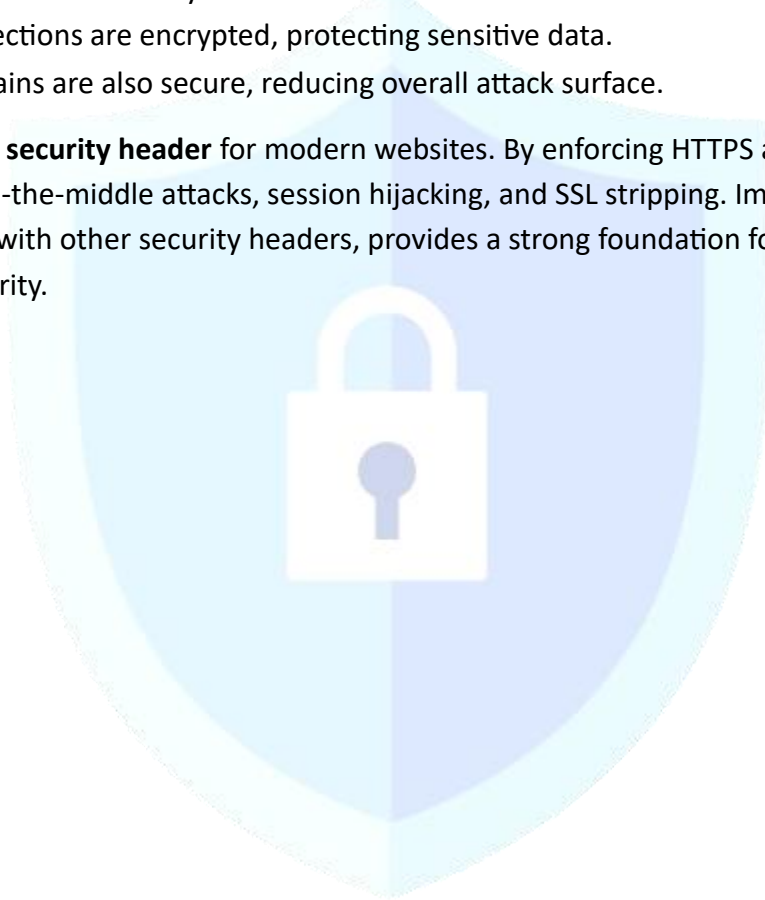 ections are encrypted, protecting sensitive data.
ains are also secure, reducing overall attack surface.
security header for modern websites. By enforcing HTTPS a
-the-middle attacks, session hijacking, and SSL stripping. Im
with other security headers, provides a strong foundation fo
rity.